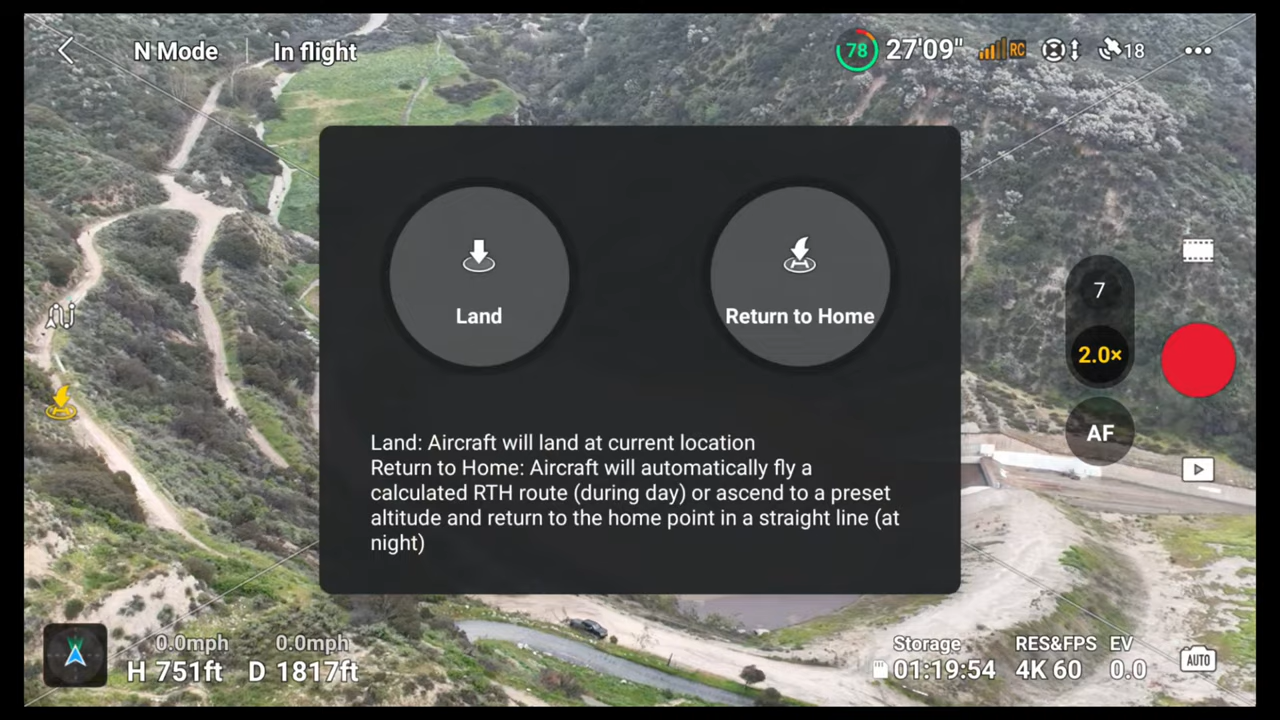 N Mode | In flight
78 27'09" RC 18 •••
Land
Return to Home
7
2.0×
AF
Land: Aircraft will land at current location
Return to Home: Aircraft will automatically fly a
calculated RTH route (during day) or ascend to a preset
altitude and return to the home point in a straight line (at
night)
0.0mph 0.0mph
H 751ft D 1817ft
Storage RES&FPS EV
01:19:54 4K 60 0.0
AUTO